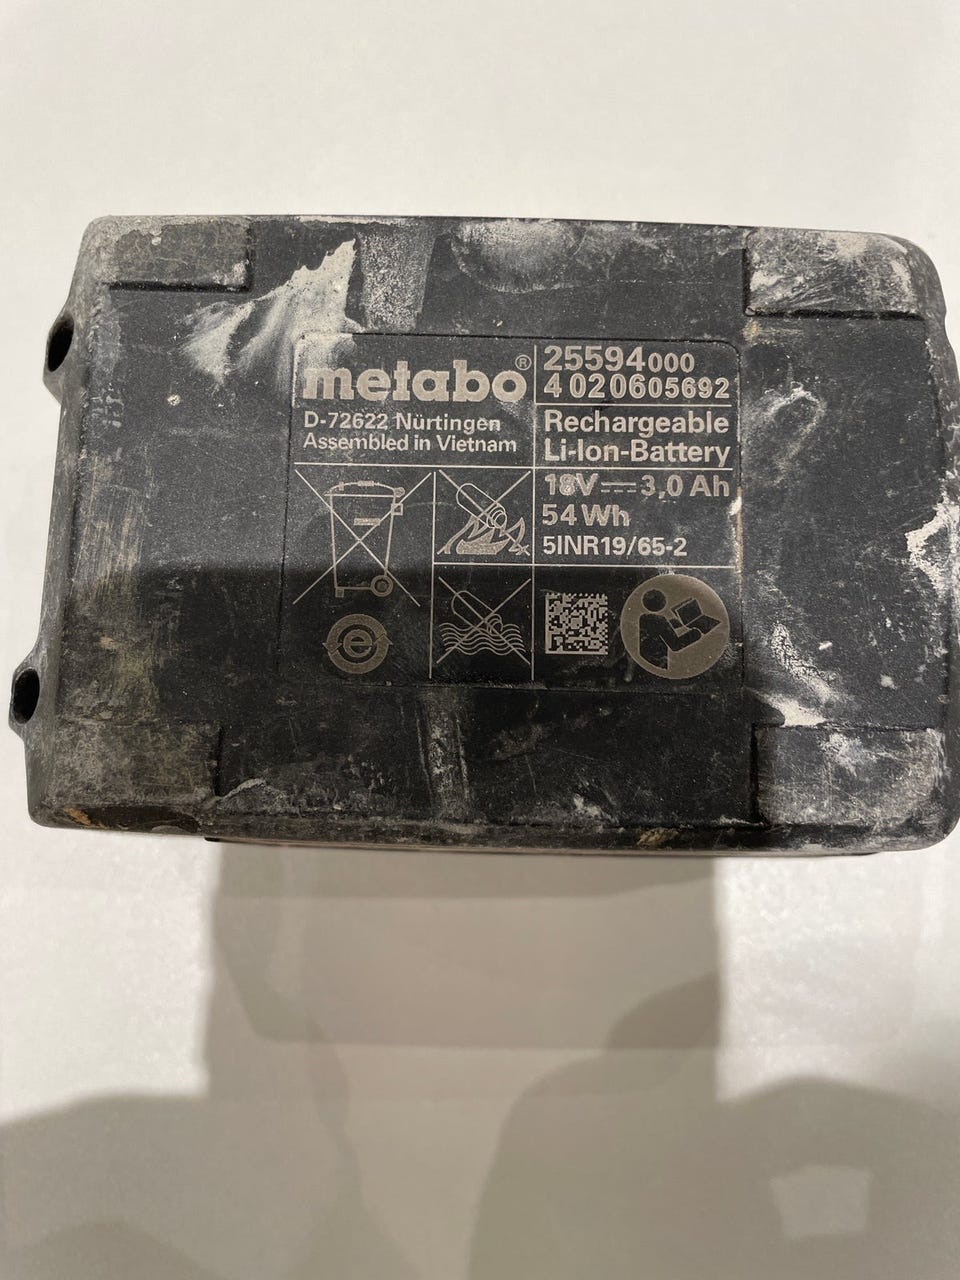 metabo®
D-72622 Nürtingen
Assembled in Vietnam
25594000
4 020605692
Rechargeable
Li-Ion-Battery
18V⎓3,0 Ah
54 Wh
5INR19/65-2
e